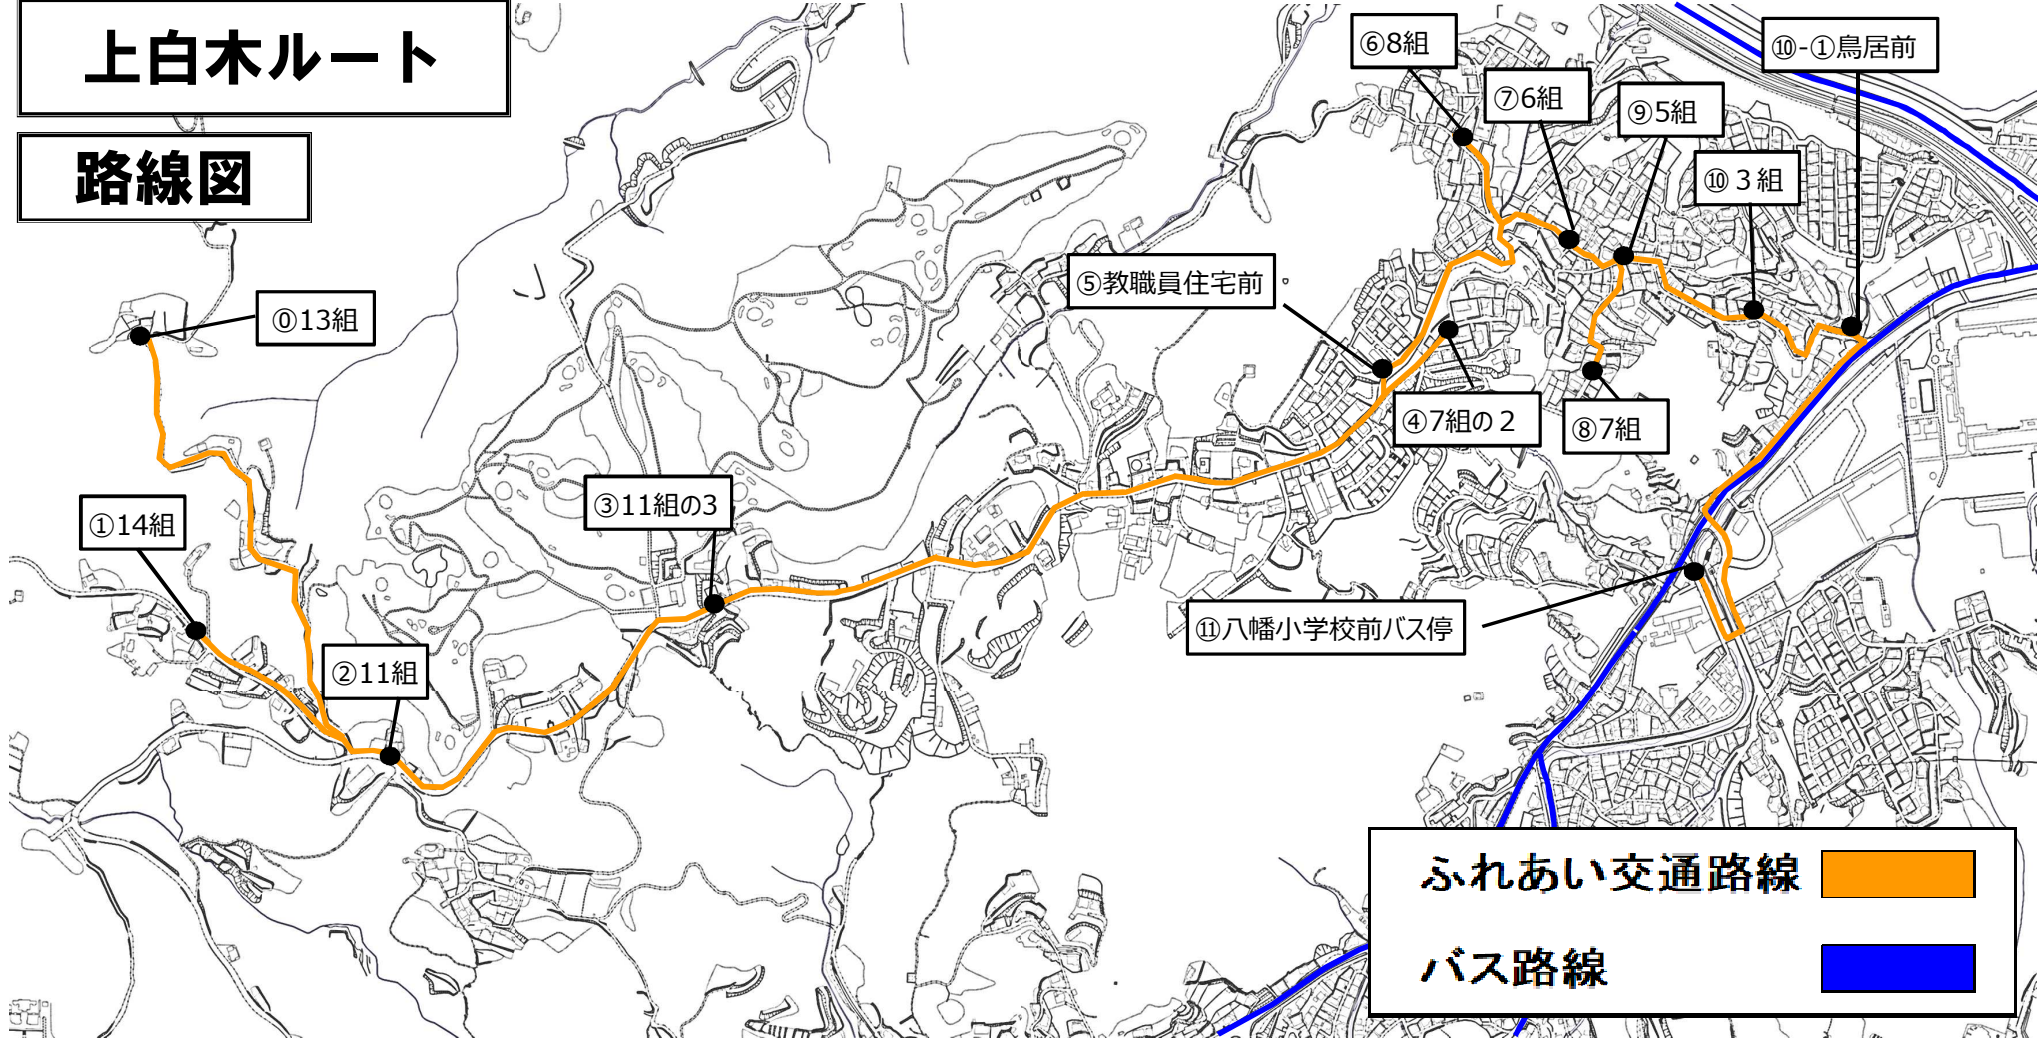 上白木ルート
路線図
⑥8組
⑩-①鳥居前
⑦6組
⑨5組
⑩３組
⑤教職員住宅前
⓪13組
④7組の２
⑧7組
③11組の3
①14組
⑪八幡小学校前バス停
②11組
ふれあい交通路線
バス路線